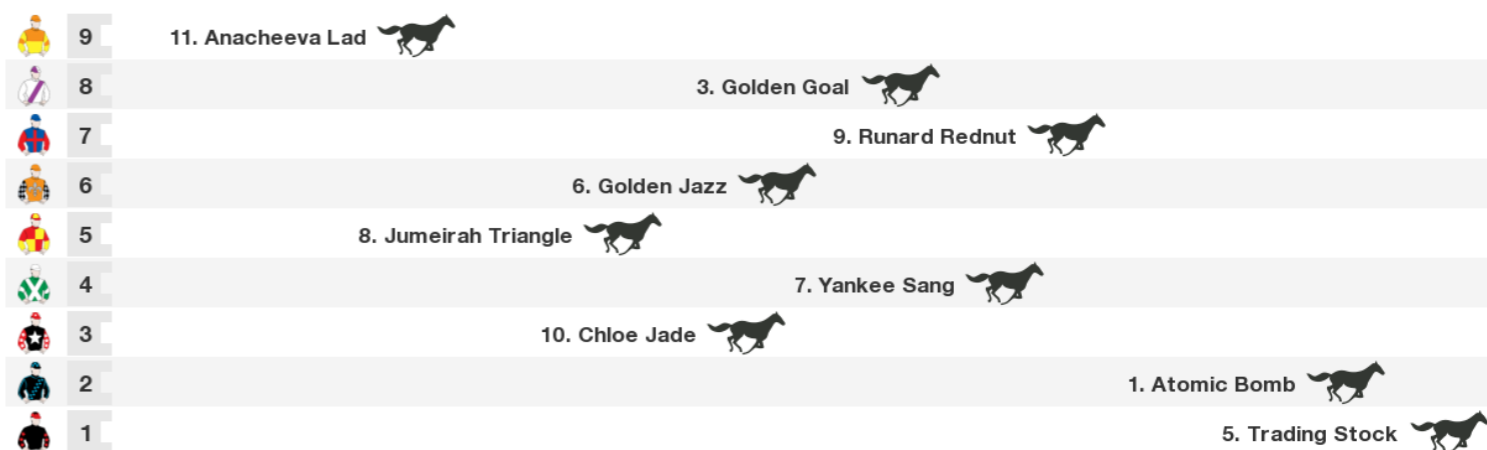 9 11. Anacheeva Lad
8 3. Golden Goal
7 9. Runard Rednut
6 6. Golden Jazz
5 8. Jumeirah Triangle
4 7. Yankee Sang
3 10. Chloe Jade
2 1. Atomic Bomb
1 5. Trading Stock